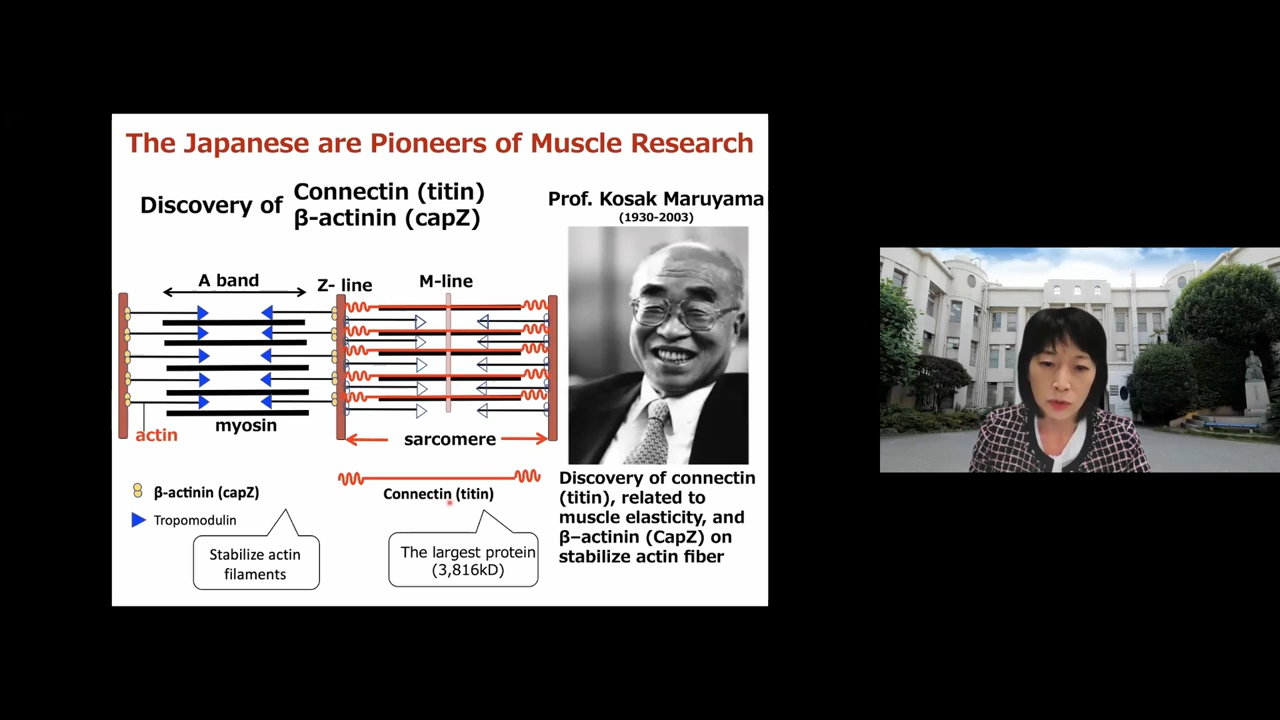 The Japanese are Pioneers of Muscle Research
Discovery of
Connectin (titin)
β-actinin (capZ)
Prof. Kosak Maruyama
(1930-2003)
A band
Z- line
M-line
actin
myosin
sarcomere
β-actinin (capZ)
Tropomodulin
Connectin (titin)
Stabilize actin
filaments
The largest protein
(3,816kD)
Discovery of connectin
(titin), related to
muscle elasticity, and
β–actinin (CapZ) on
stabilize actin fiber